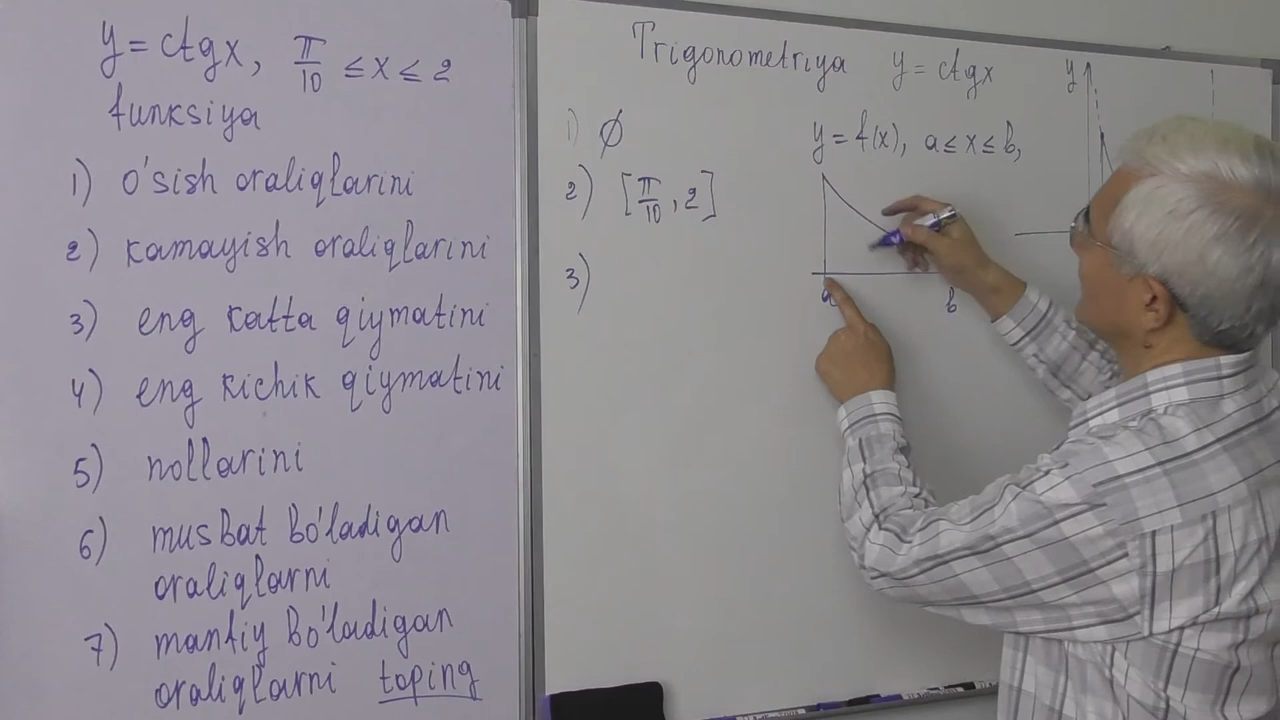 y = ctgx, π/10 ≤ x ≤ 2
funksiya
1) o'sish oraliqlarini
2) kamayish oraliqlarini
3) eng katta qiymatini
4) eng kichik qiymatini
5) nollarini
6) musbat bo'ladigan
oraliqlarni
7) manfiy bo'ladigan
oraliqlarni toping
Trigonometriya y = ctgx
1) ∅
2) [π/10, 2]
3)
y = f(x), a ≤ x ≤ b,
a b
y